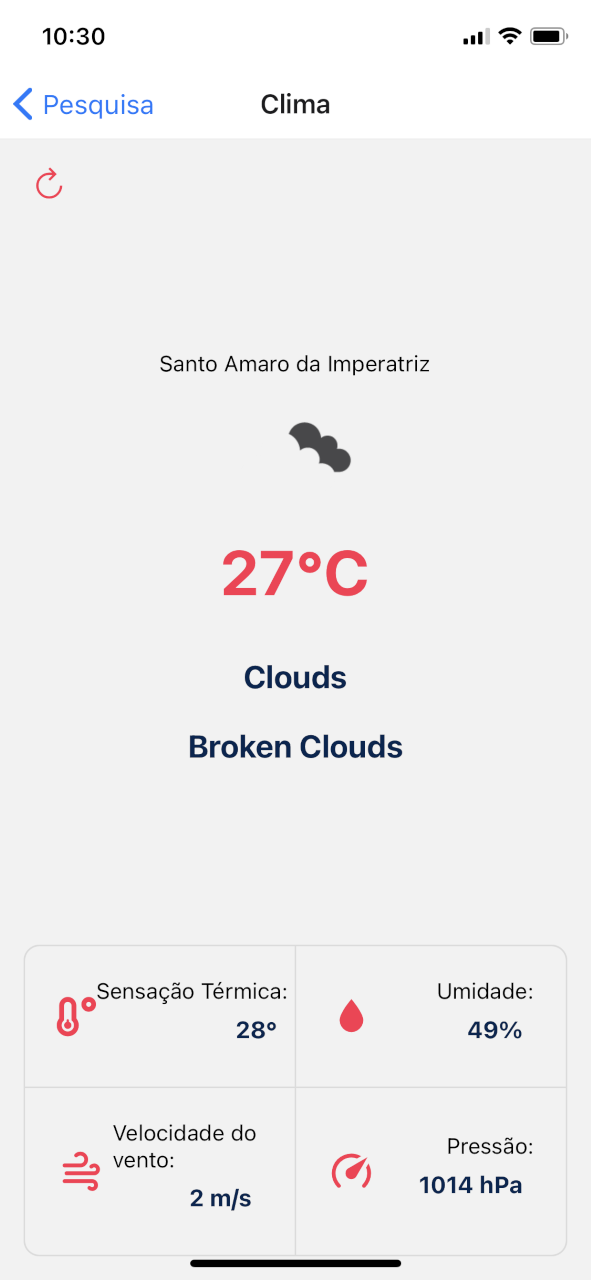 10:30
Pesquisa
Clima
Santo Amaro da Imperatriz
27°C
Clouds
Broken Clouds
Sensação Térmica:
28°
Umidade:
49%
Velocidade do
vento:
2 m/s
Pressão:
1014 hPa